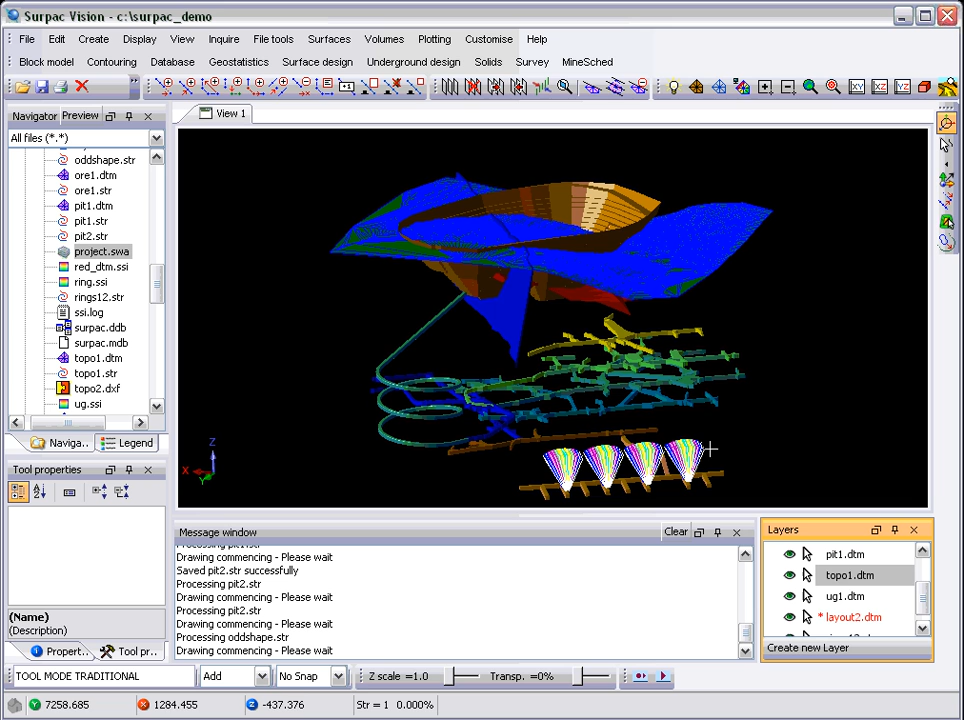 Surpac Vision - c:\surpac_demo
File Edit Create Display View Inquire File tools Surfaces Volumes Plotting Customise Help
Block model Contouring Database Geostatistics Surface design Underground design Solids Survey MineSched
XY XZ YZ
Navigator Preview
View 1
All files (*.*)
oddshape.str
ore1.dtm
ore1.str
pit1.dtm
pit1.str
pit2.str
project.swa
red_dtm.ssi
ring.ssi
rings12.str
ssi.log
surpac.ddb
surpac.mdb
topo1.dtm
topo1.str
topo2.dxf
ug.ssi
Naviga.. Legend
Z
X
Y
Tool properties
(Name)
(Description)
Propert.. Tool pr..
Message window Clear
Drawing commencing - Please wait
Saved pit2.str successfully
Processing pit2.str
Drawing commencing - Please wait
Processing pit2.str
Drawing commencing - Please wait
Processing oddshape.str
Drawing commencing - Please wait
Layers
pit1.dtm
topo1.dtm
ug1.dtm
* layout2.dtm
Create new Layer
TOOL MODE TRADITIONAL Add No Snap Z scale =1.0 Transp. =0%
Y 7258.685 X 1284.455 Z -437.376 Str = 1 0.000%